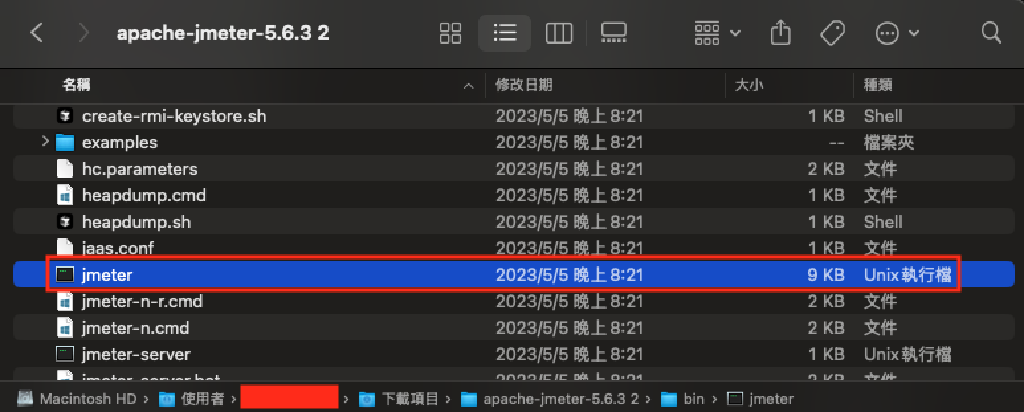 apache-jmeter-5.6.3 2
名稱 修改日期 大小 種類
create-rmi-keystore.sh 2023/5/5 晚上 8:21 1 KB Shell
examples 2023/5/5 晚上 8:21 -- 檔案夾
hc.parameters 2023/5/5 晚上 8:21 2 KB 文件
heapdump.cmd 2023/5/5 晚上 8:21 1 KB 文件
heapdump.sh 2023/5/5 晚上 8:21 1 KB Shell
jaas.conf 2023/5/5 晚上 8:21 1 KB 文件
jmeter 2023/5/5 晚上 8:21 9 KB Unix執行檔
jmeter-n-r.cmd 2023/5/5 晚上 8:21 2 KB 文件
jmeter-n.cmd 2023/5/5 晚上 8:21 2 KB 文件
jmeter-server 2023/5/5 晚上 8:21 1 KB Unix執行檔
jmeter-server.bat 2023/5/5 晚上 8:21 2 KB 文件
Macintosh HD › 使用者 › › 下載項目 › apache-jmeter-5.6.3 2 › bin › jmeter